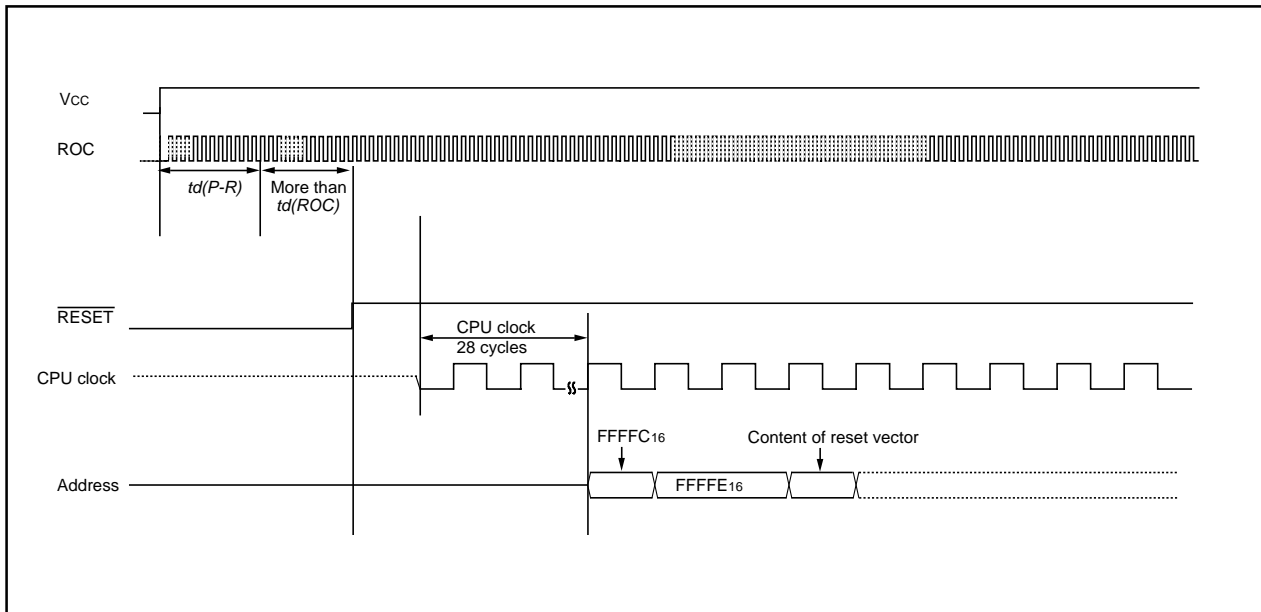 VCC
ROC
td(P-R)
More than
td(ROC)
RESET
CPU clock
28 cycles
CPU clock
FFFFC16
Content of reset vector
Address
FFFFE16